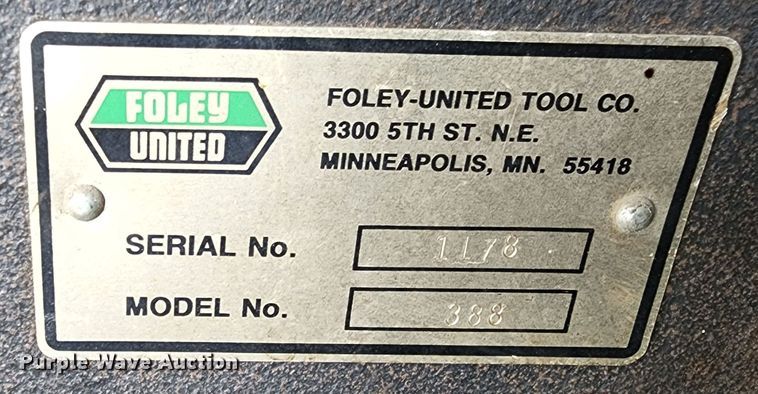 FOLEY
UNITED
FOLEY-UNITED TOOL CO.
3300 5TH ST. N.E.
MINNEAPOLIS, MN. 55418
SERIAL No. 1178
MODEL No. 388
Purple Wave Auction